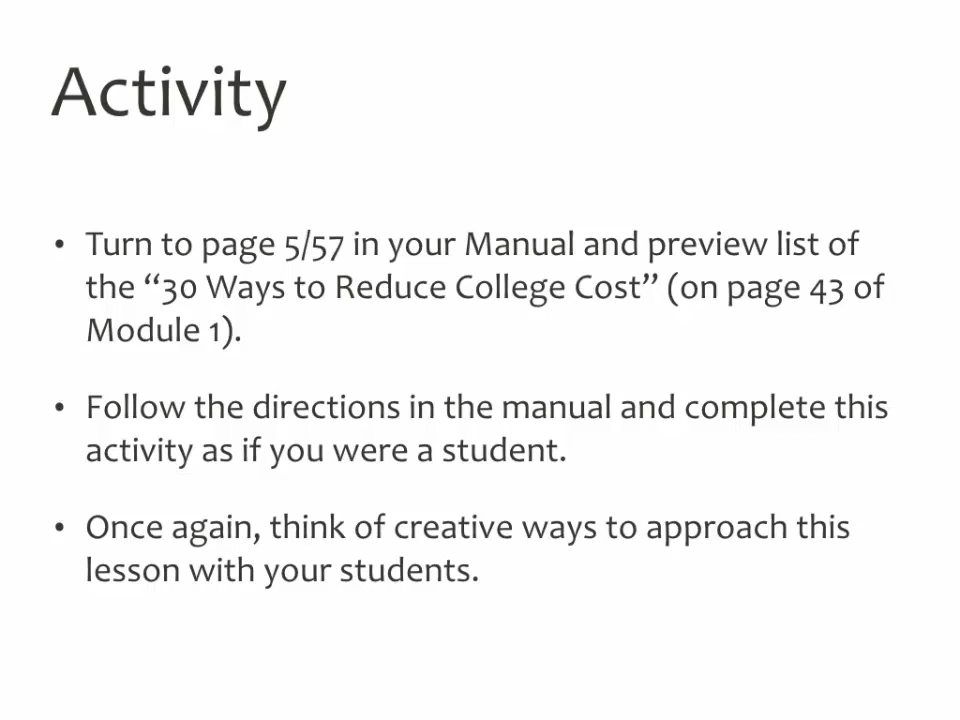 Activity
• Turn to page 5/57 in your Manual and preview list of
the “30 Ways to Reduce College Cost” (on page 43 of
Module 1).
• Follow the directions in the manual and complete this
activity as if you were a student.
• Once again, think of creative ways to approach this
lesson with your students.